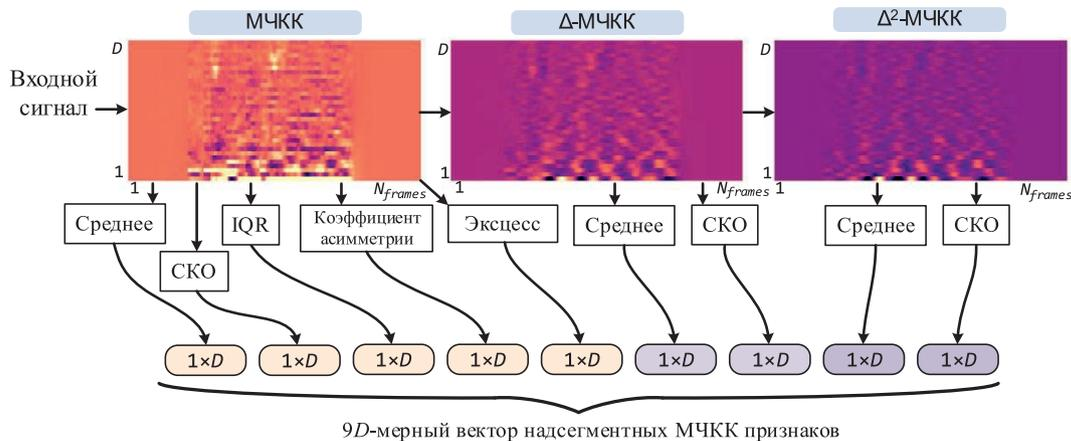 МЧКК
Δ-МЧКК
Δ²-МЧКК
Входной
сигнал
D
1
1
N_frames
D
1
1
N_frames
D
1
1
N_frames
Среднее
СКО
IQR
Коэффициент
асимметрии
Эксцесс
Среднее
СКО
Среднее
СКО
1×D
1×D
1×D
1×D
1×D
1×D
1×D
1×D
1×D
9D-мерный вектор надсегментных МЧКК признаков